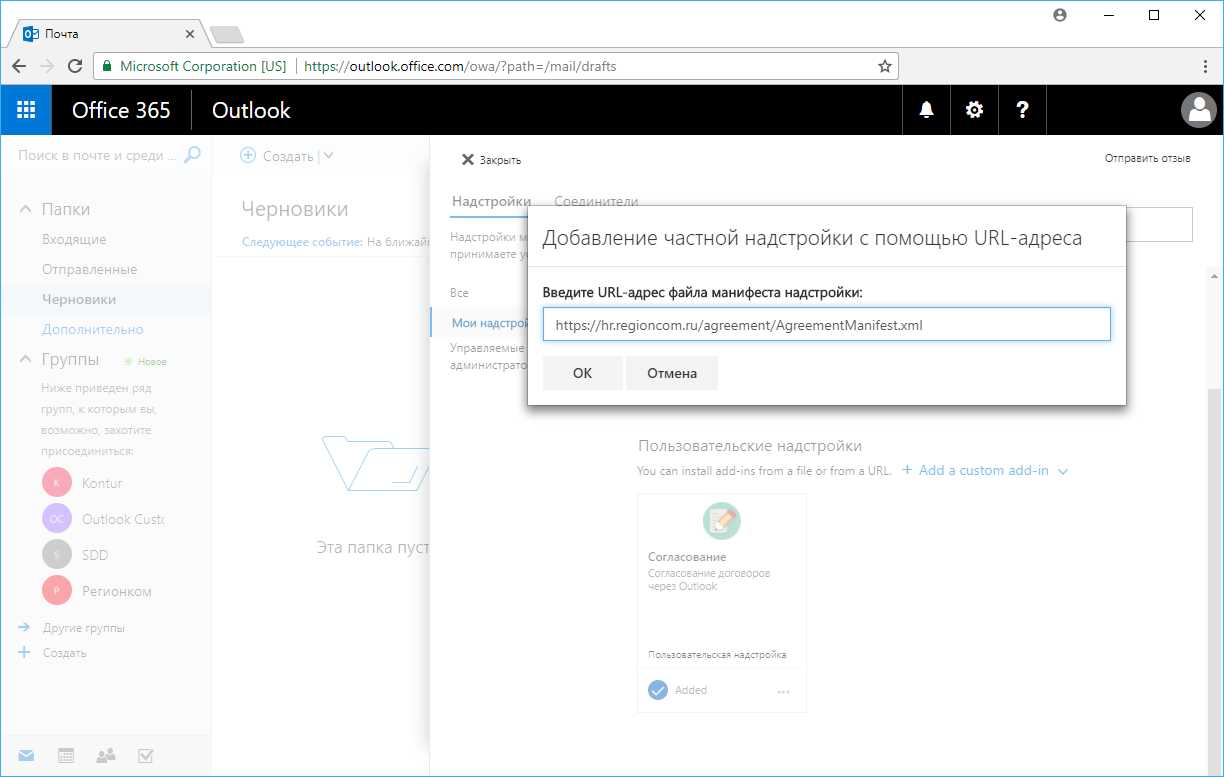 Почта
Microsoft Corporation [US] | https://outlook.office.com/owa/?path=/mail/drafts
Office 365
Outlook
?
Поиск в почте и среди ...
Создать
Папки
Входящие
Отправленные
Черновики
Дополнительно
Группы
Новое
Ниже приведен ряд
групп, к которым вы,
возможно, захотите
присоединиться:
K
Kontur
OC
Outlook Custo
S
SDD
Р
Регионком
Другие группы
Создать
Черновики
Следующее событие: На ближай
Эта папка пуст
Закрыть
Отправить отзыв
Надстройки
Соединители
Надстройки м
принимаете ус
Все
Мои надстрой
Управляемые
администрато
Добавление частной надстройки с помощью URL-адреса
Введите URL-адрес файла манифеста надстройки:
https://hr.regioncom.ru/agreement/AgreementManifest.xml
ОК
Отмена
Пользовательские надстройки
You can install add-ins from a file or from a URL.
+ Add a custom add-in
Согласование
Согласование договоров
через Outlook
Пользовательская надстройка
Added
...